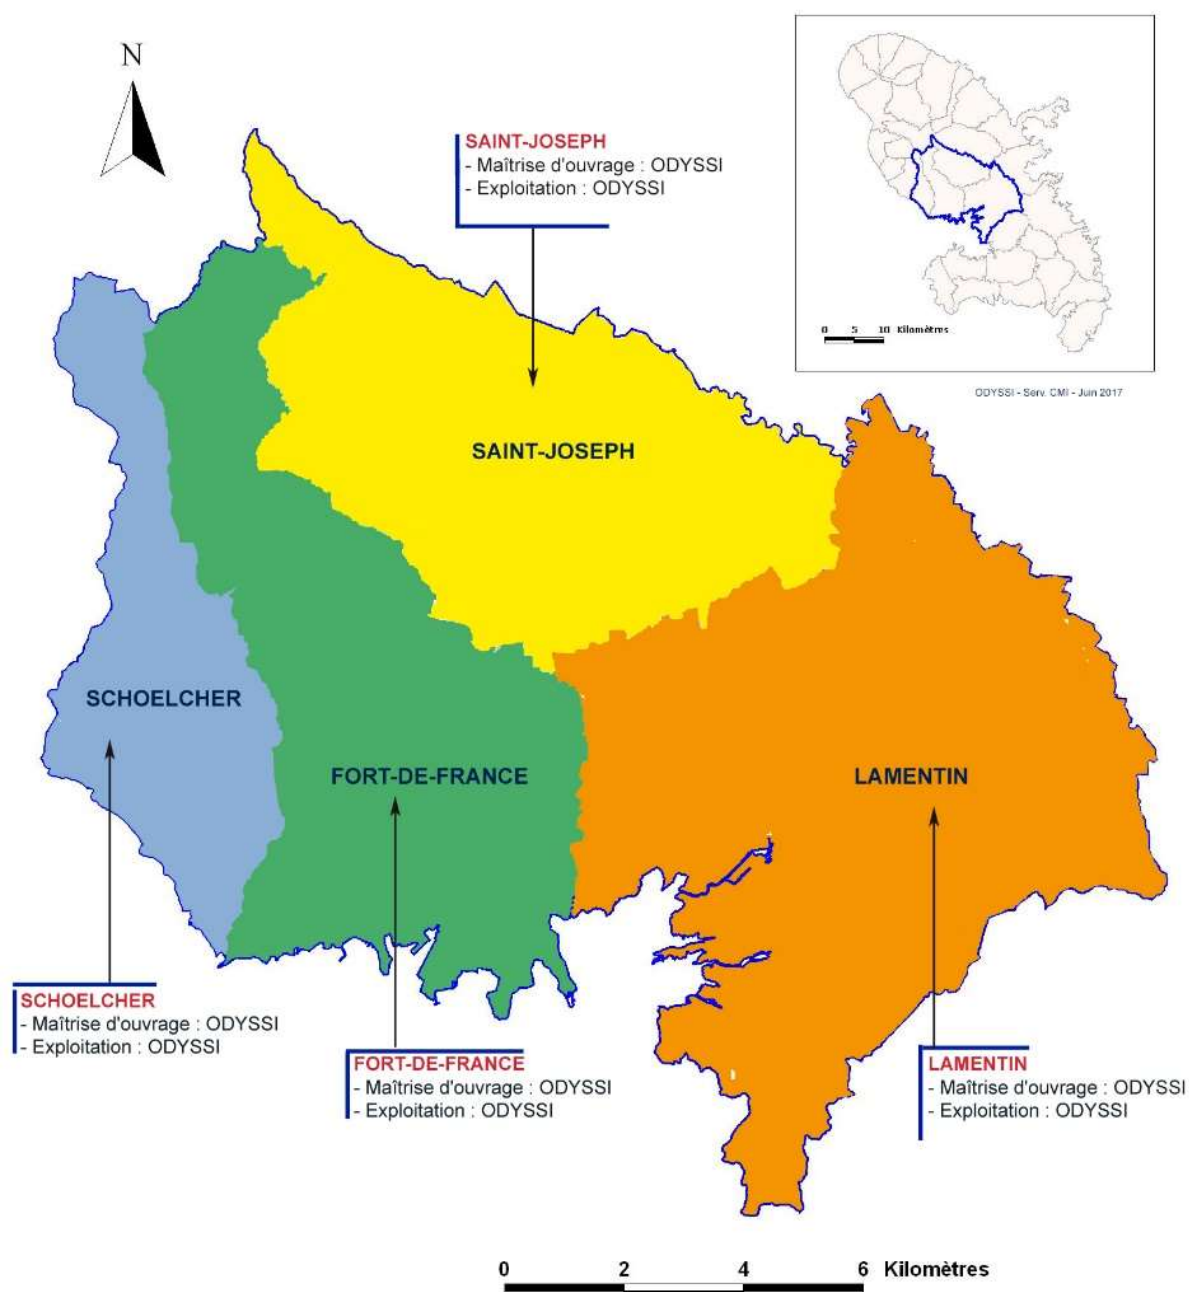 N
SAINT-JOSEPH
- Maîtrise d'ouvrage : ODYSSI
- Exploitation : ODYSSI
0 5 10 Kilomètres
ODYSSI - Serv. CMI - Juin 2017
SAINT-JOSEPH
SCHOELCHER
FORT-DE-FRANCE
LAMENTIN
SCHOELCHER
- Maîtrise d'ouvrage : ODYSSI
- Exploitation : ODYSSI
FORT-DE-FRANCE
- Maîtrise d'ouvrage : ODYSSI
- Exploitation : ODYSSI
LAMENTIN
- Maîtrise d'ouvrage : ODYSSI
- Exploitation : ODYSSI
0 2 4 6 Kilomètres